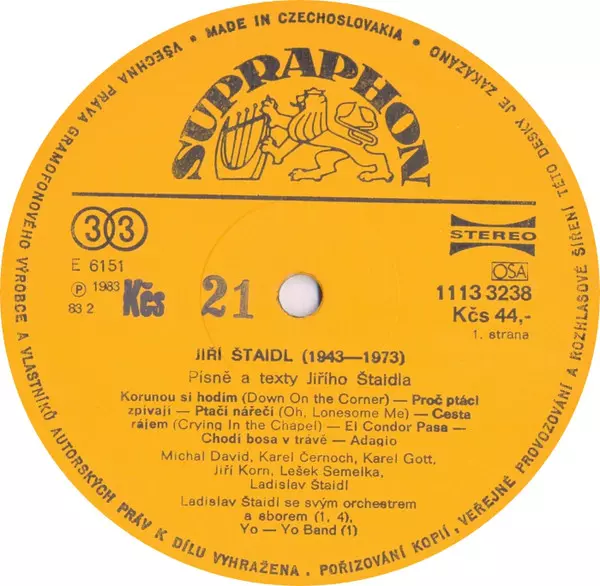 • MADE IN CZECHOSLOVAKIA •
VŠECHNA PRÁVA GRAMOFONOVÉHO VÝROBCE A VLASTNÍKŮ AUTORSKÝCH PRÁV K DÍLU VYHRAŽENA. POŘIZOVÁNÍ KOPIÍ, VEŘEJNÉ PROVOZOVÁNÍ A ROZHLASOVÉ ŠÍŘENÍ TÉTO DESKY JE ZAKÁZÁNO
SUPRAPHON
33
STEREO
E 6151
OSA
℗ 1983
83 2
Kčs 21
1113 3238
Kčs 44,-
1. strana
JIŘÍ ŠTAIDL (1943—1973)
Písně a texty Jiřího Štaidla
Korunou si hodím (Down On the Corner) — Proč ptáci
zpívají — Ptačí nářečí (Oh, Lonesome Me) — Cesta
rájem (Crying In the Chapel) — El Condor Pasa —
Chodí bosa v trávě — Adagio
Michal David, Karel Černoch, Karel Gott,
Jiří Korn, Lešek Semelka,
Ladislav Štaidl
Ladislav Štaidl se svým orchestrem
a sborem (1, 4),
Yo — Yo Band (1)